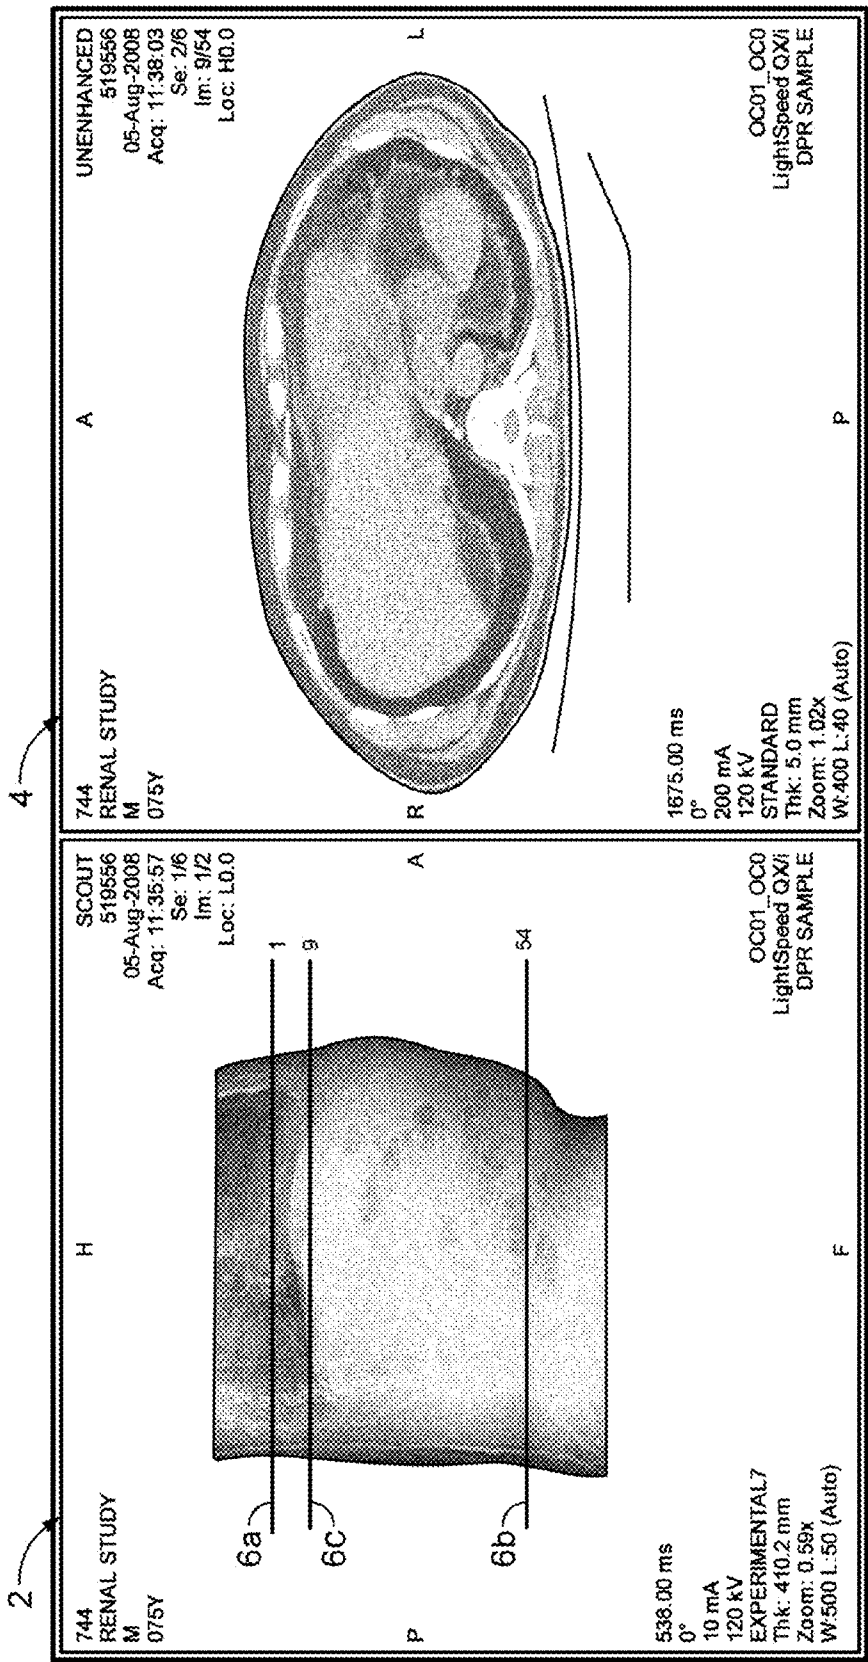 2
744
RENAL STUDY
M
075Y
H
SCOUT
519556
05-Aug-2008
Acq: 11:35:57
Se: 1/6
Im: 1/2
Loc: L0.0
6a
1
6c
9
P
A
6b
54
538.00 ms
0°
10 mA
120 kV
EXPERIMENTAL7
Thk: 410.2 mm
Zoom: 0.59x
W:500 L:50 (Auto)
F
OC01_OC0
LightSpeed QX/i
DPR SAMPLE
4
744
RENAL STUDY
M
075Y
A
UNENHANCED
519556
05-Aug-2008
Acq: 11:38:03
Se: 2/6
Im: 9/54
Loc: H0.0
R
L
1675.00 ms
0°
200 mA
120 kV
STANDARD
Thk: 5.0 mm
Zoom: 1.02x
W:400 L:40 (Auto)
P
OC01_OC0
LightSpeed QX/i
DPR SAMPLE